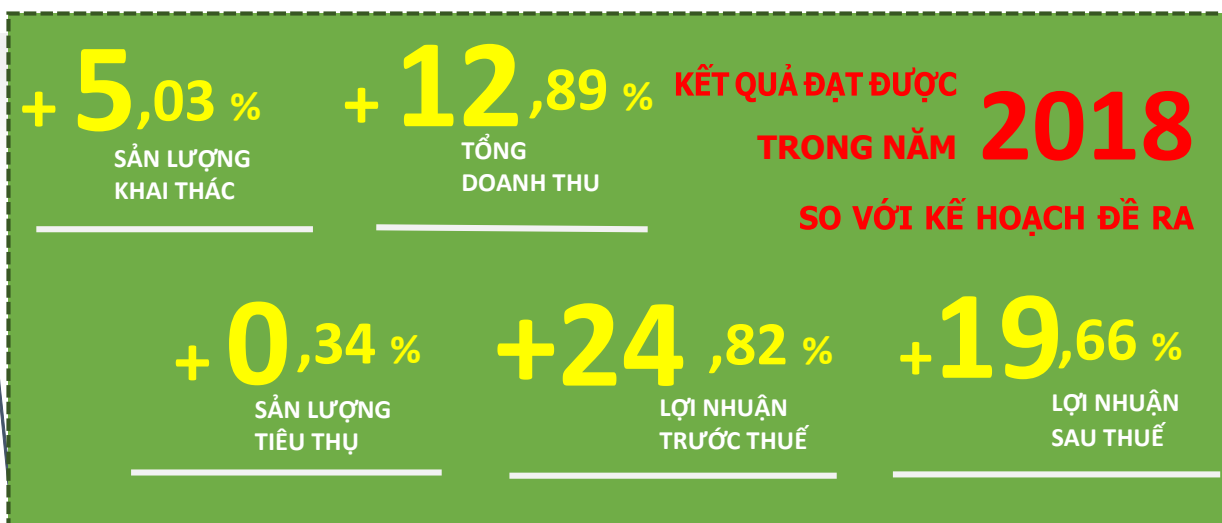 + 5,03 %
SẢN LƯỢNG
KHAI THÁC
+ 12,89 %
TỔNG
DOANH THU
KẾT QUẢ ĐẠT ĐƯỢC
TRONG NĂM 2018
SO VỚI KẾ HOẠCH ĐỀ RA
+ 0,34 %
SẢN LƯỢNG
TIÊU THỤ
+24,82 %
LỢI NHUẬN
TRƯỚC THUẾ
+19,66 %
LỢI NHUẬN
SAU THUẾ